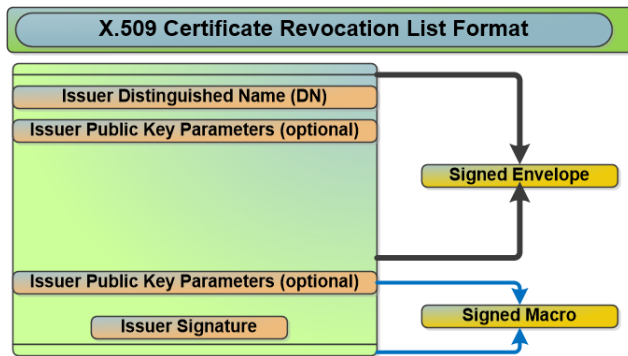 X.509 Certificate Revocation List Format
Issuer Distinguished Name (DN)
Issuer Public Key Parameters (optional)
Signed Envelope
Issuer Public Key Parameters (optional)
Signed Macro
Issuer Signature